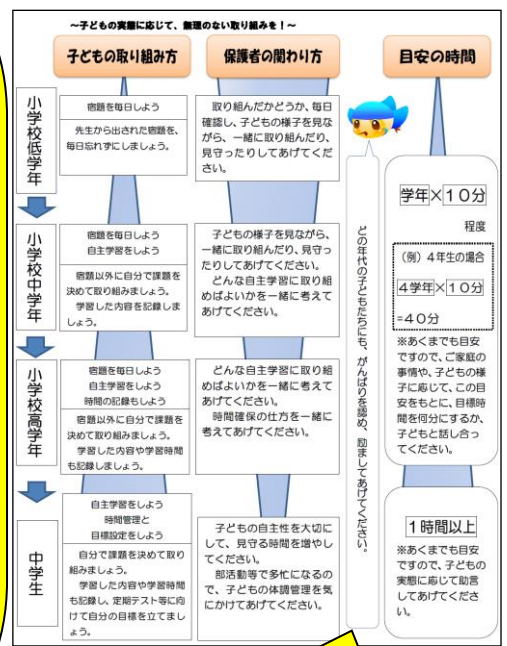 ～子どもの実態に応じて、無理のない取り組みを！～
子どもの取り組み方
保護者の関わり方
目安の時間
小学校低学年
宿題を毎日しよう
先生から出された宿題を、
毎日忘れずにしましょう。
取り組んだかどうか、毎日
確認し、子どもの様子を見な
がら、一緒に取り組んだり、
見守ったりしてあげてくだ
さい。
小学校中学年
宿題を毎日しよう
自主学習をしよう
宿題以外に自分で課題を
決めて取り組みましょう。
学習した内容を記録しま
しょう。
子どもの様子を見ながら、
一緒に取り組んだり、見守っ
たりしてあげてください。
どんな自主学習に取り組
めばよいかを一緒に考えて
あげてください。
小学校高学年
宿題を毎日しよう
自主学習をしよう
時間の記録もしよう
宿題以外に自分で課題を
決めて取り組みましょう。
学習した内容や学習時間
も記録しましょう。
どんな自主学習に取り組
めばよいかを一緒に考えて
あげてください。
時間確保の仕方を一緒に
考えてあげてください。
中学生
自主学習をしよう
時間管理と
目標設定をしよう
自分で課題を決めて取り
組みましょう。
学習した内容や学習時間
も記録し、定期テスト等に向
けて自分の目標を立てまし
ょう。
子どもの自主性を大切に
して、見守る時間を増やし
てください。
部活動等で多忙になるの
で、子どもの体調管理を気
にかけてあげてください。
どの年代の子どもたちにも、がんばりを認め、励ましてあげてください。
学年×１０分
程度
（例）４年生の場合
４学年×１０分
=４０分
※あくまでも目安
ですので、ご家庭の
事情や、子どもの様
子に応じて、この目
安をもとに、目標時
間を何分にするか、
子どもと話し合っ
てください。
１時間以上
※あくまでも目安
ですので、子どもの
実態に応じて助言
してあげてくださ
い。